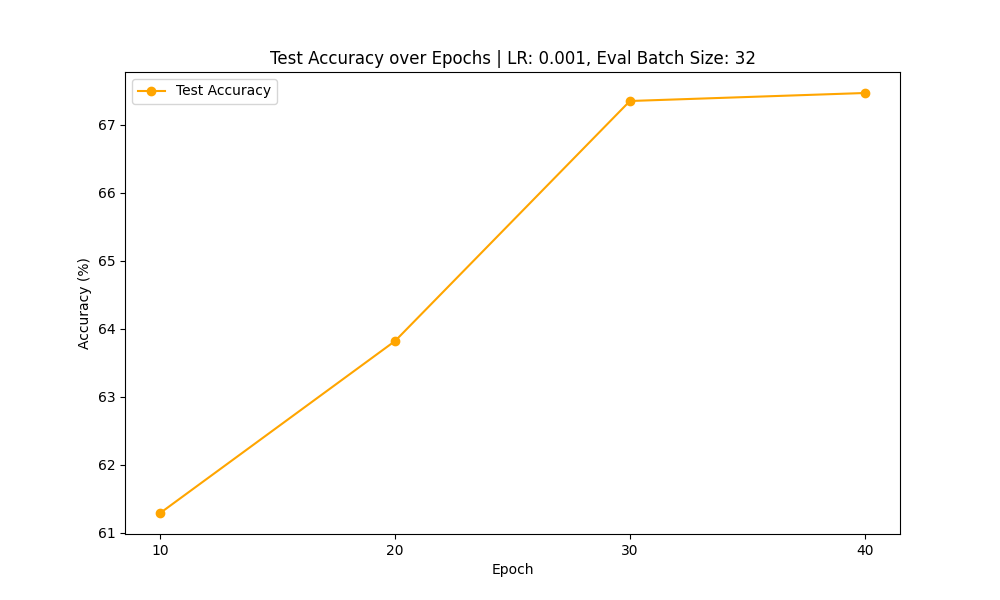 Test Accuracy over Epochs | LR: 0.001, Eval Batch Size: 32
Test Accuracy
67
66
65
64
63
62
61
Accuracy (%)
10 20 30 40
Epoch